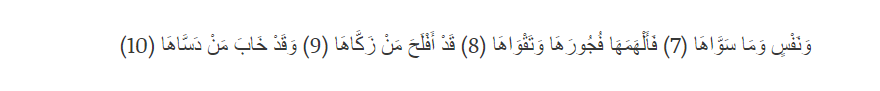 وَنَفْسٍ وَمَا سَوَّاهَا (7) فَأَلْهَمَهَا فُجُورَهَا وَتَقْوَاهَا (8) قَدْ أَفْلَحَ مَنْ زَكَّاهَا (9) وَقَدْ خَابَ مَنْ دَسَّاهَا (10)